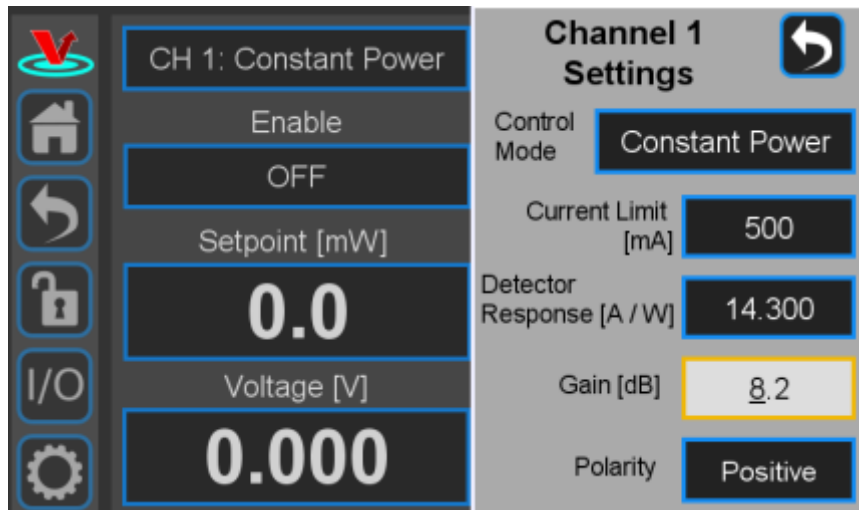 CH 1: Constant Power
Enable
OFF
Setpoint [mW]
0.0
I/O
Voltage [V]
0.000
Channel 1
Settings
Control
Mode
Constant Power
Current Limit
[mA]
500
Detector
Response [A / W]
14.300
Gain [dB]
8.2
Polarity
Positive